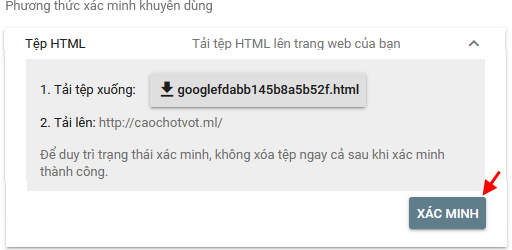 Phương thức xác minh khuyên dùng
Tệp HTML Tải tệp HTML lên trang web của bạn
1. Tải tệp xuống: googlefdabb145b8a5b52f.html
2. Tải lên: http://caochotvot.ml/
Để duy trì trạng thái xác minh, không xóa tệp ngay cả sau khi xác minh
thành công.
XÁC MINH